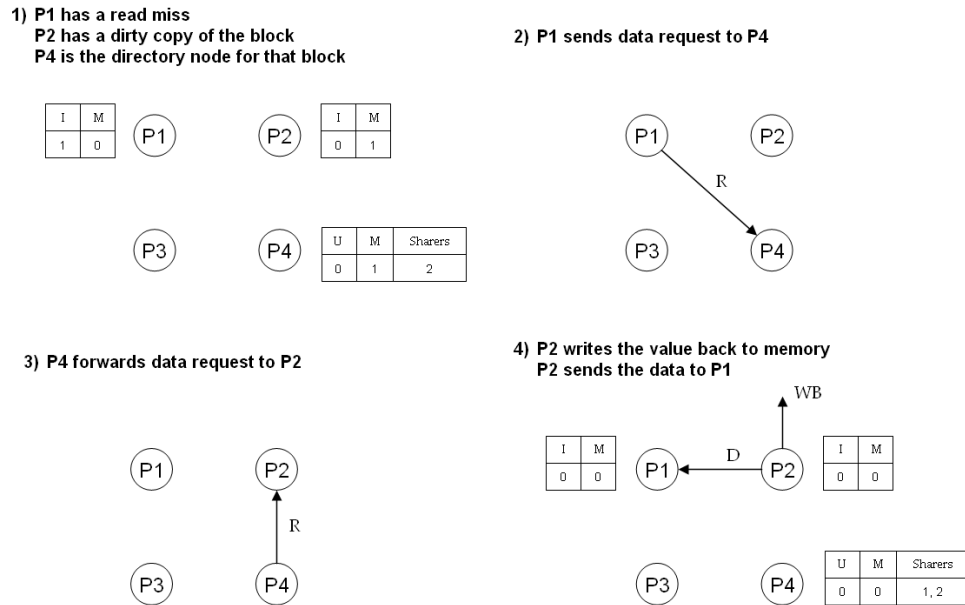 1) P1 has a read miss
P2 has a dirty copy of the block
P4 is the directory node for that block
I M
1 0
P1
P2
I M
0 1
P3
P4
U M Sharers
0 1 2
2) P1 sends data request to P4
P1
P2
R
P3
P4
3) P4 forwards data request to P2
P1
P2
R
P3
P4
4) P2 writes the value back to memory
P2 sends the data to P1
WB
I M
0 0
P1
D
P2
I M
0 0
P3
P4
U M Sharers
0 0 1, 2